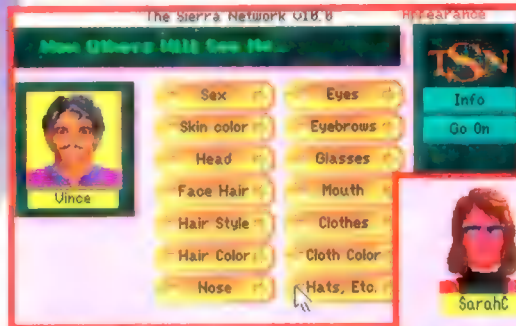 The Sierra Network V10.0
Appearance
How Others Will See Me
TSN
Info
Go On
Vince
Sex
Skin color
Head
Face Hair
Hair Style
Hair Color
Nose
Eyes
Eyebrows
Glasses
Mouth
Clothes
Cloth Color
Hats, Etc.
SarahC